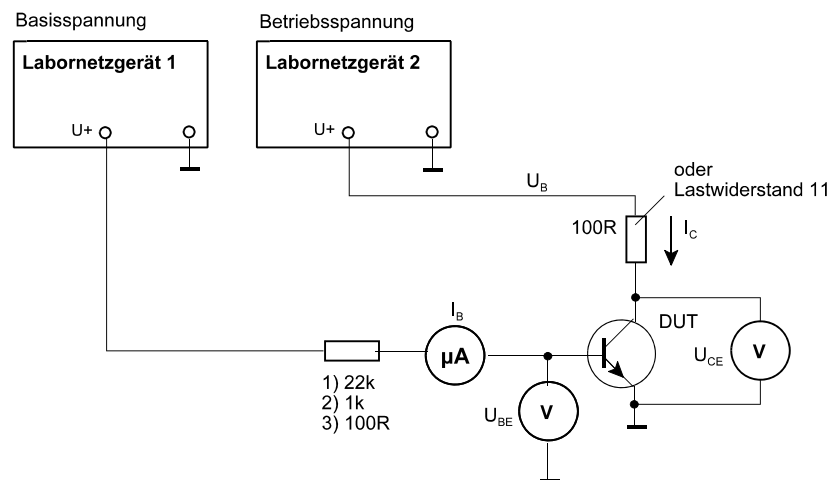 Basisspannung
Betriebsspannung
Labornetzgerät 1
Labornetzgerät 2
U+
U+
U_B
oder
Lastwiderstand 11
100R
I_C
I_B
DUT
µA
U_CE
V
1) 22k
2) 1k
3) 100R
U_BE
V